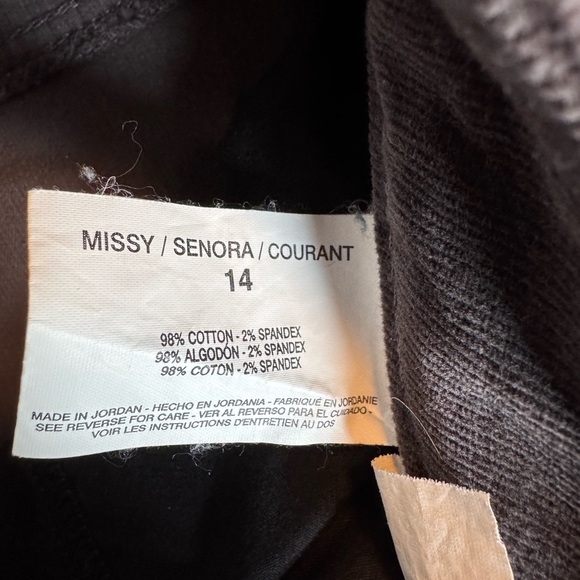 MISSY / SENORA / COURANT
14
98% COTTON - 2% SPANDEX
98% ALGODÓN - 2% SPANDEX
98% COTON - 2% SPANDEX
MADE IN JORDAN - HECHO EN JORDANIA - FABRIQUÉ EN JORDANIE
SEE REVERSE FOR CARE - VER AL REVERSO PARA EL CUIDADO -
VOIR LES INSTRUCTIONS D'ENTRETIEN AU DOS